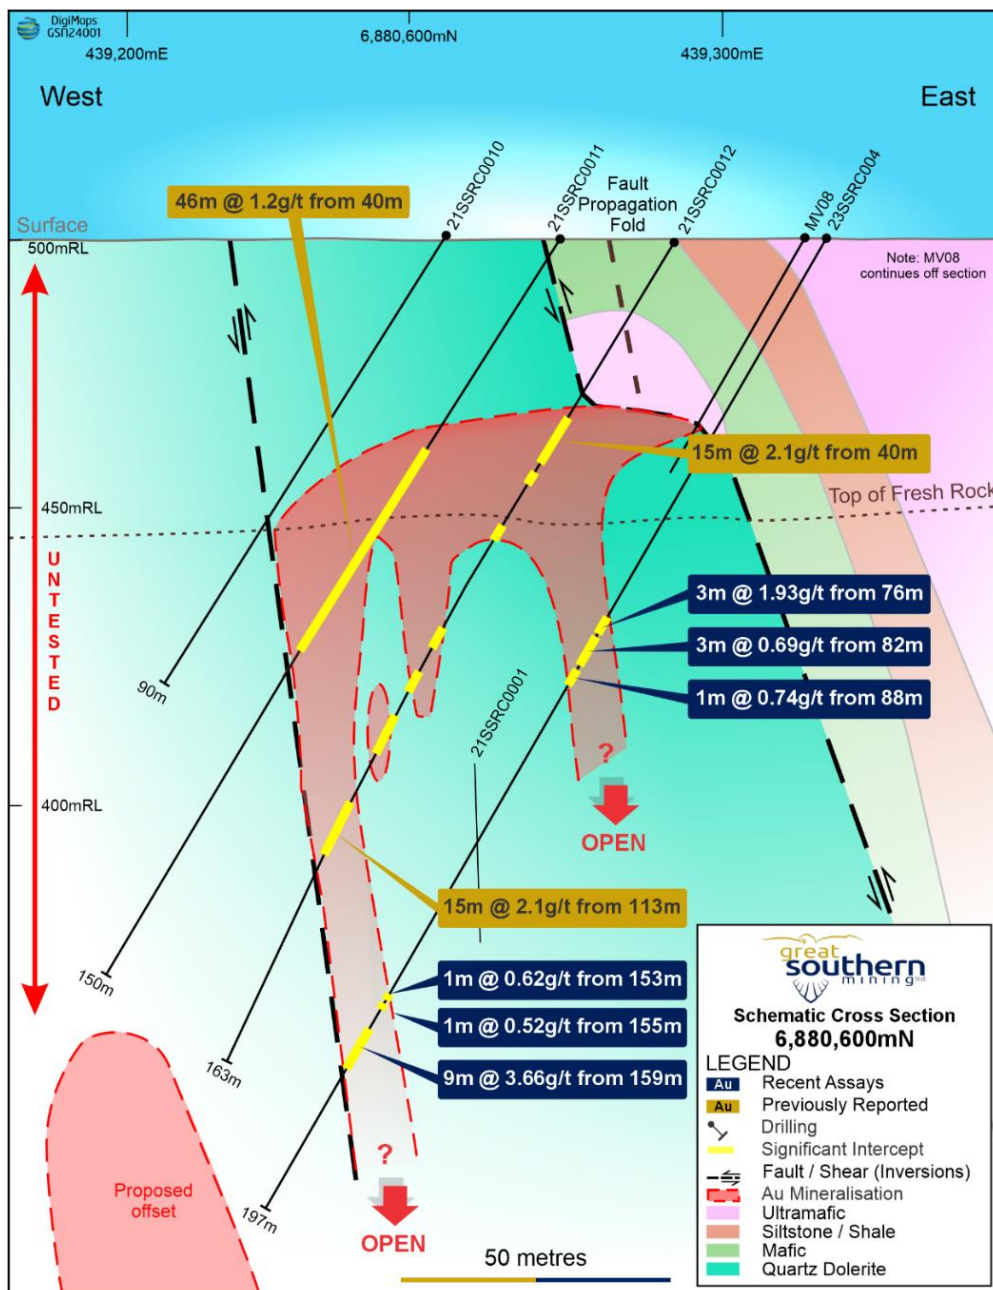 DigiMaps
GSN24001
6,880,600mN
439,200mE
439,300mE
West
East
21SSRC0010
21SSRC0011
21SSRC0012
MV08
23SSRC004
Fault
Propagation
Fold
46m @ 1.2g/t from 40m
Surface
500mRL
Note: MV08
continues off section
15m @ 2.1g/t from 40m
Top of Fresh Rock
450mRL
UNTESTED
3m @ 1.93g/t from 76m
3m @ 0.69g/t from 82m
1m @ 0.74g/t from 88m
90m
21SSRC0001
?
OPEN
400mRL
15m @ 2.1g/t from 113m
150m
1m @ 0.62g/t from 153m
1m @ 0.52g/t from 155m
9m @ 3.66g/t from 159m
163m
?
OPEN
Proposed
offset
197m
50 metres
great
southern
mining ltd
Schematic Cross Section
6,880,600mN
LEGEND
Au Recent Assays
Au Previously Reported
Drilling
Significant Intercept
Fault / Shear (Inversions)
Au Mineralisation
Ultramafic
Siltstone / Shale
Mafic
Quartz Dolerite